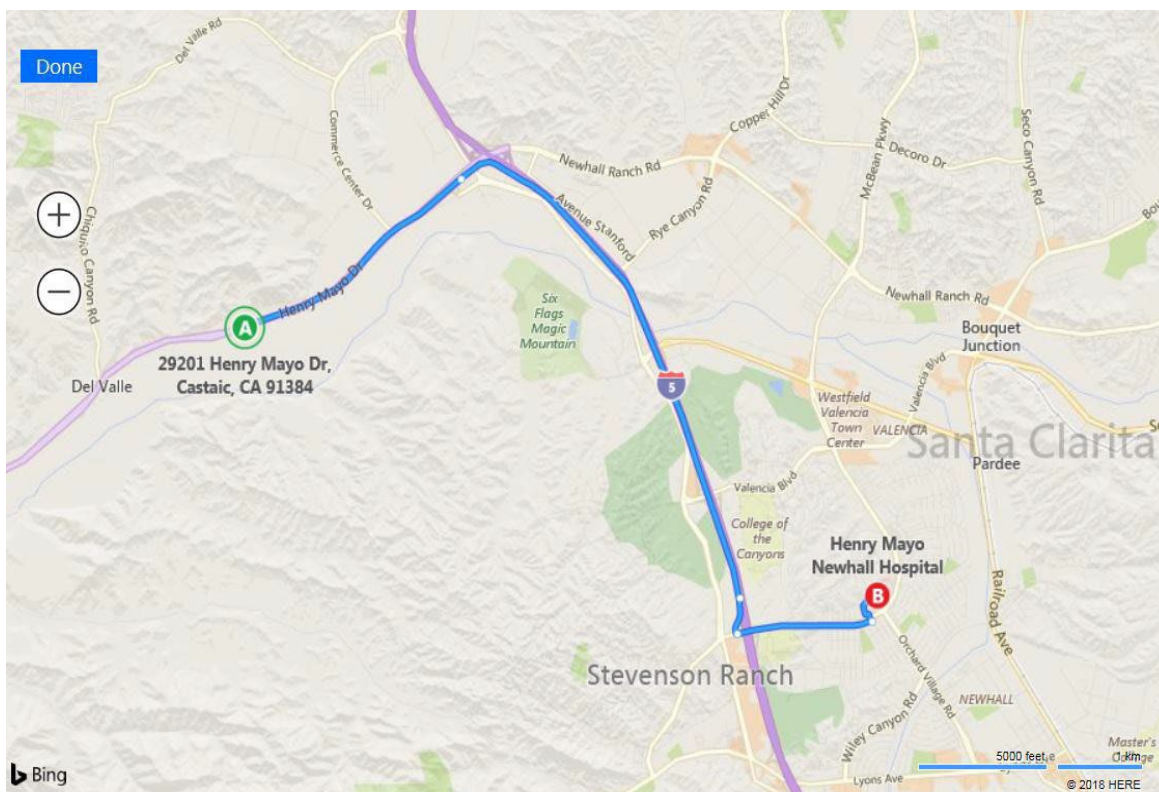 Del Valle Rd
Done
Commerce Center Dr
Copper Hill Dr
Seco Canyon Rd
McBean Pkwy
Decoro Dr
Newhall Ranch Rd
Chiquito Canyon Rd
Avenue Stanford
Rye Canyon Rd
Henry Mayo Dr
A
29201 Henry Mayo Dr,
Castaic, CA 91384
Del Valle
Six
Flags
Magic
Mountain
Newhall Ranch Rd
Bouquet
Junction
5
Valencia Blvd
Westfield
Valencia
Town
Center
VALENCIA
Santa Clarita
Pardee
Valencia Blvd
College of
the
Canyons
Henry Mayo
Newhall Hospital
B
Railroad Ave
Orchard Village Rd
Stevenson Ranch
Wiley Canyon Rd
NEWHALL
Master's
College
5000 feet
1 km
Lyons Ave
Bing
© 2018 HERE